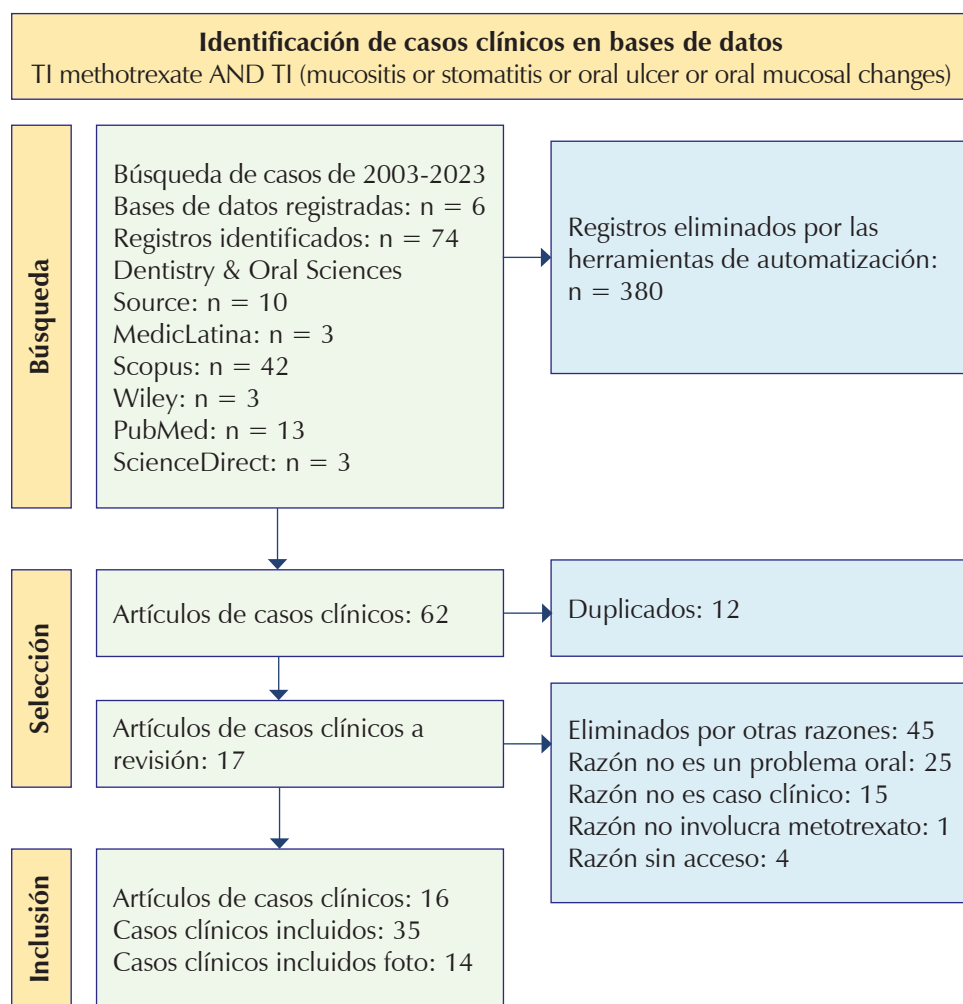 Identificación de casos clínicos en bases de datos
TI methotrexate AND TI (mucositis or stomatitis or oral ulcer or oral mucosal changes)
Búsqueda
Búsqueda de casos de 2003-2023
Bases de datos registradas: n = 6
Registros identificados: n = 74
Dentistry & Oral Sciences
Source: n = 10
MedicLatina: n = 3
Scopus: n = 42
Wiley: n = 3
PubMed: n = 13
ScienceDirect: n = 3
Registros eliminados por las
herramientas de automatización:
n = 380
Selección
Artículos de casos clínicos: 62
Duplicados: 12
Artículos de casos clínicos a
revisión: 17
Eliminados por otras razones: 45
Razón no es un problema oral: 25
Razón no es caso clínico: 15
Razón no involucra metotrexato: 1
Razón sin acceso: 4
Inclusión
Artículos de casos clínicos: 16
Casos clínicos incluidos: 35
Casos clínicos incluidos foto: 14